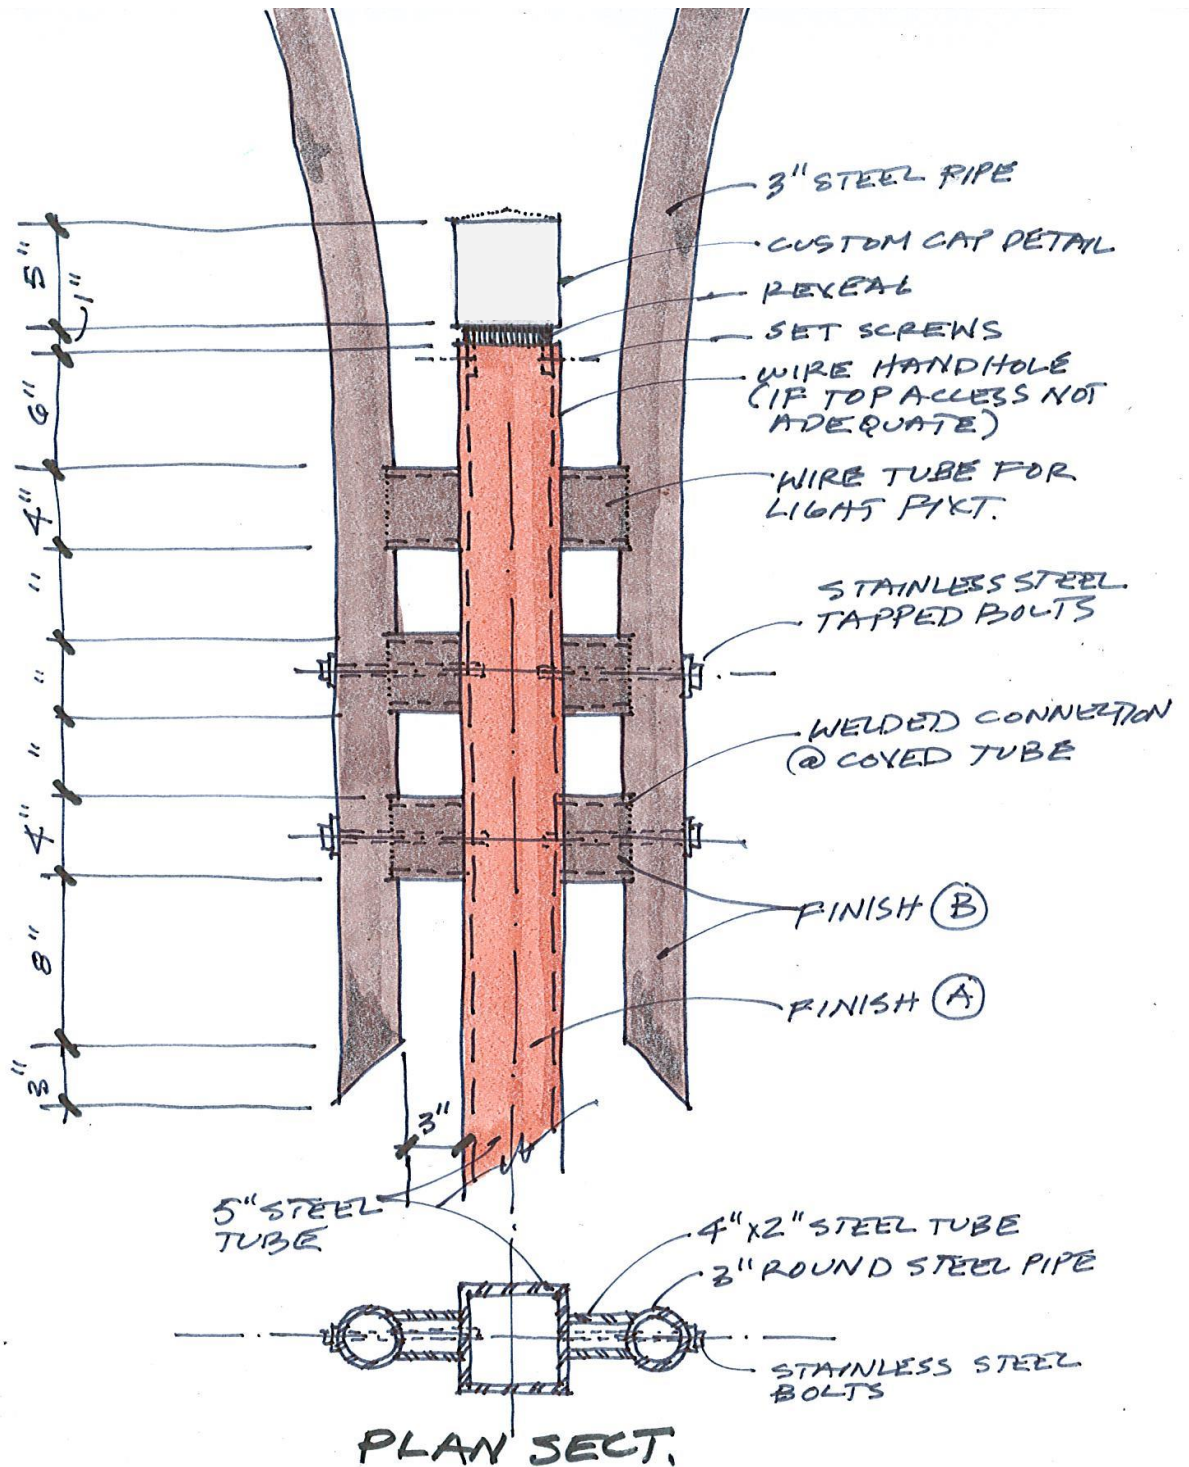 3" STEEL PIPE
CUSTOM CAP DETAIL
REVEAL
SET SCREWS
WIRE HANDHOLE
(IF TOP ACCESS NOT
ADEQUATE)
WIRE TUBE FOR
LIGHT FIXT.
STAINLESS STEEL
TAPPED BOLTS
WELDED CONNECTION
@ COVED TUBE
FINISH B
FINISH A
5"
1"
6"
4"
"
"
"
4"
8"
3"
3"
5" STEEL
TUBE
4"x2" STEEL TUBE
3" ROUND STEEL PIPE
STAINLESS STEEL
BOLTS
PLAN SECT.